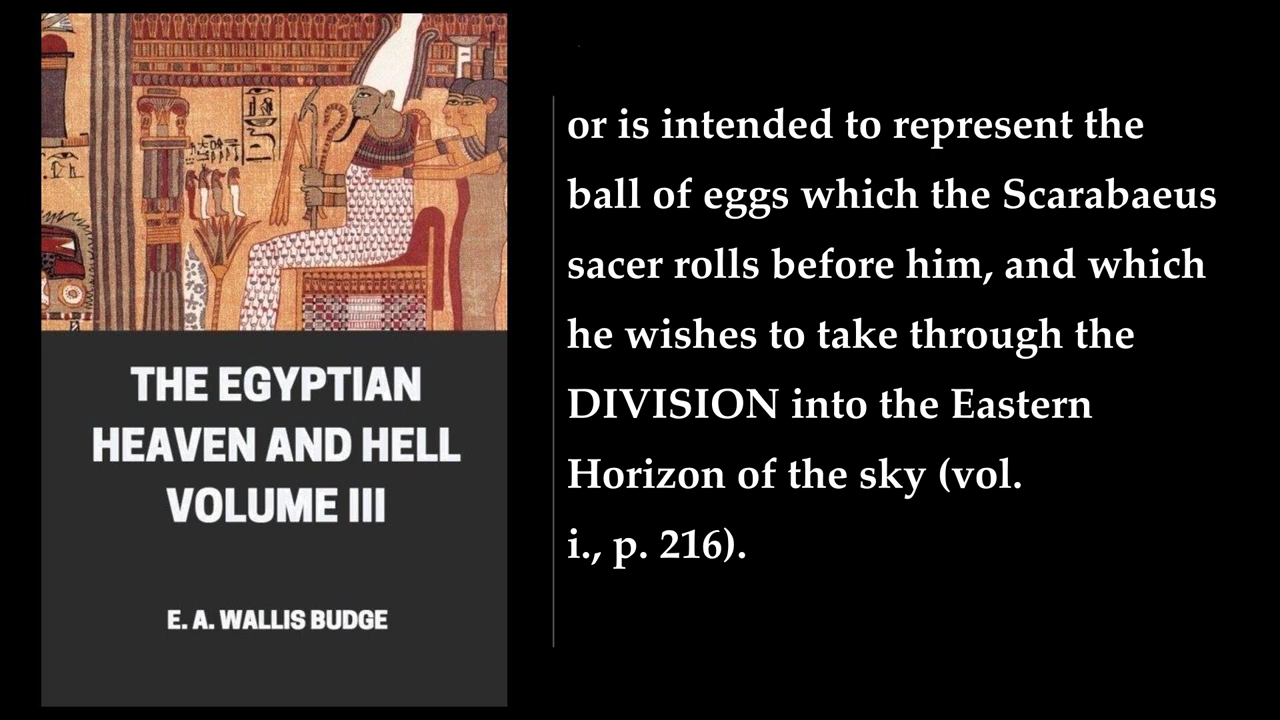 THE EGYPTIAN
HEAVEN AND HELL
VOLUME III
E. A. WALLIS BUDGE
or is intended to represent the
ball of eggs which the Scarabaeus
sacer rolls before him, and which
he wishes to take through the
DIVISION into the Eastern
Horizon of the sky (vol.
i., p. 216).